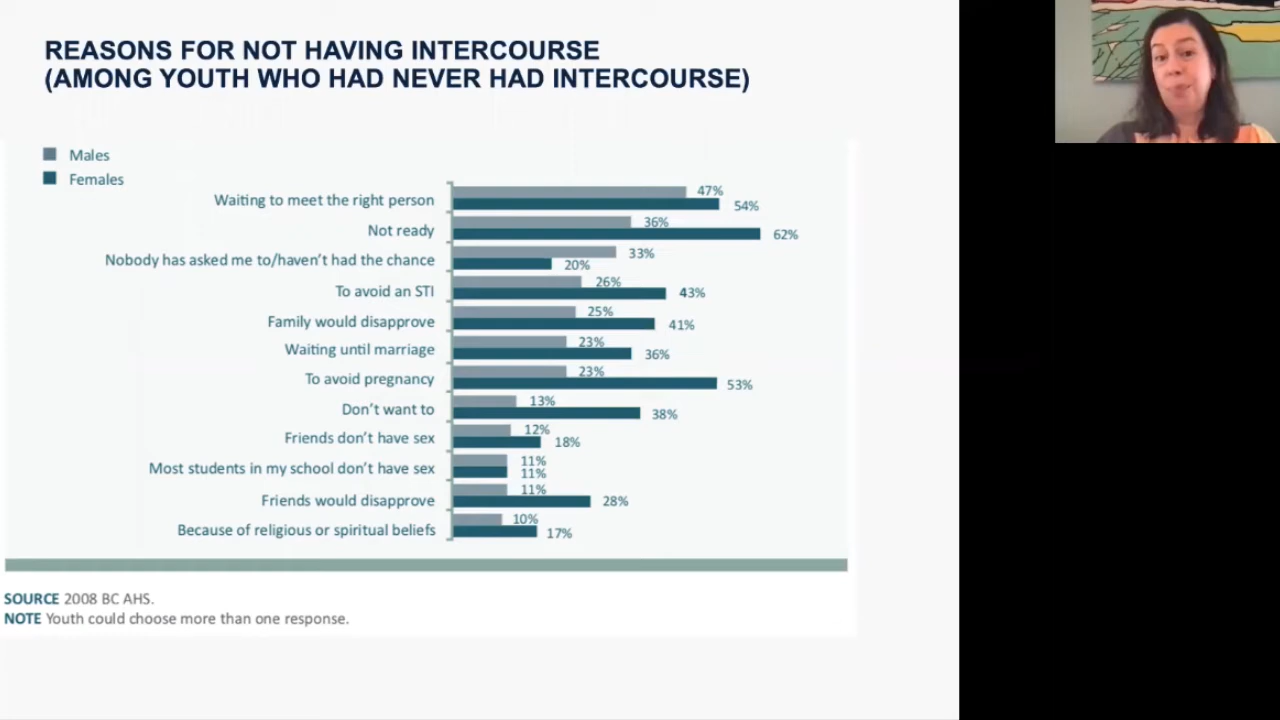 REASONS FOR NOT HAVING INTERCOURSE
(AMONG YOUTH WHO HAD NEVER HAD INTERCOURSE)
Males
Females
Waiting to meet the right person
47%
54%
Not ready
36%
62%
Nobody has asked me to/haven't had the chance
33%
20%
To avoid an STI
26%
43%
Family would disapprove
25%
41%
Waiting until marriage
23%
36%
To avoid pregnancy
23%
53%
Don't want to
13%
38%
Friends don't have sex
12%
18%
Most students in my school don't have sex
11%
11%
Friends would disapprove
11%
28%
Because of religious or spiritual beliefs
10%
17%
SOURCE 2008 BC AHS.
NOTE Youth could choose more than one response.